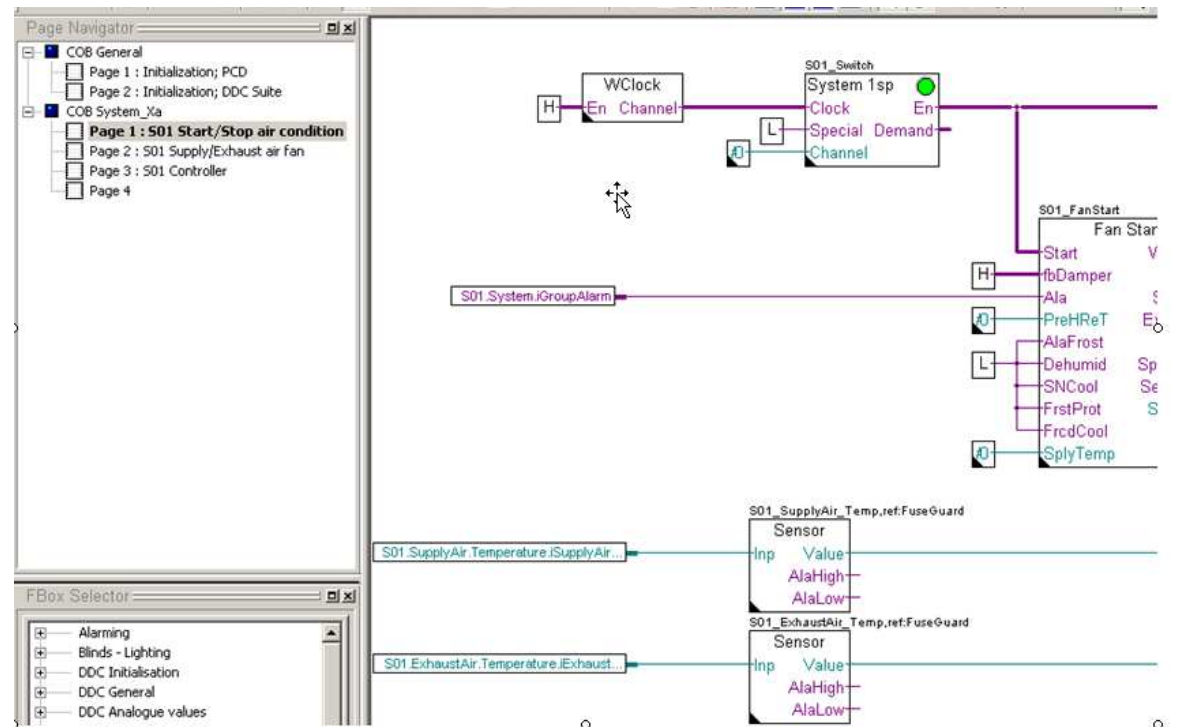 Page Navigator
COB General
Page 1 : Initialization; PCD
Page 2 : Initialization; DDC Suite
COB System_Xa
Page 1 : S01 Start/Stop air condition
Page 2 : S01 Supply/Exhaust air fan
Page 3 : S01 Controller
Page 4
FBox Selector
Alarming
Blinds - Lighting
DDC Initialisation
DDC General
DDC Analogue values
WClock
H En Channel
S01_Switch
System 1sp
Clock En
L Special Demand
Channel
S01_FanStart
Fan Star
Start V
H fbDamper
S01.System.iGroupAlarm
Ala S
PreHReT E
AlaFrost
L Dehumid Sp
SNCool Se
FrstProt S
FrcdCool
SplyTemp
S01_SupplyAir_Temp,ref:FuseGuard
Sensor
S01.SupplyAir.Temperature.iSupplyAir...
Inp Value
AlaHigh
AlaLow
S01_ExhaustAir_Temp,ref:FuseGuard
Sensor
S01.ExhaustAir.Temperature.iExhaust...
Inp Value
AlaHigh
AlaLow